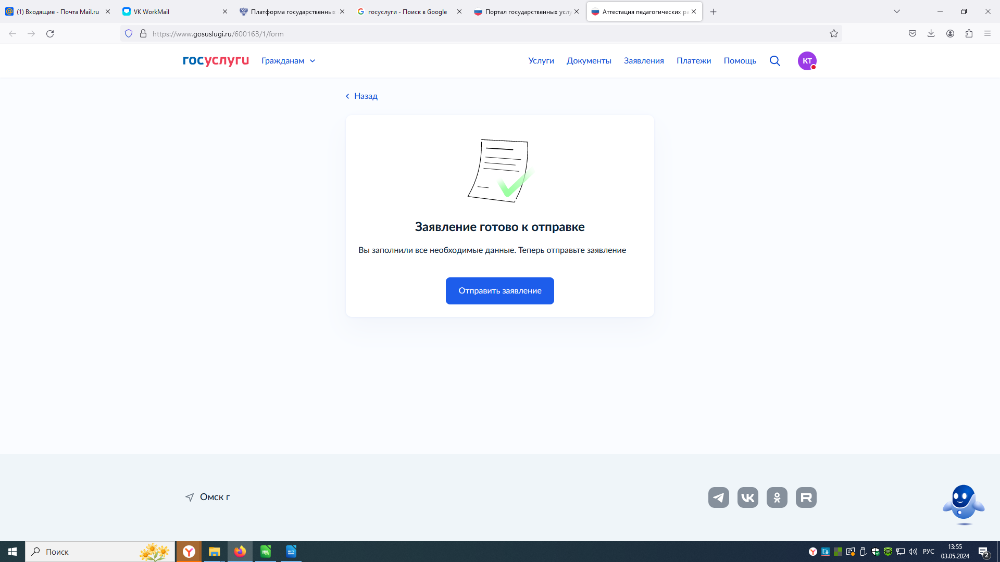 (1) Входящие - Почта Mail.ru
VK WorkMail
Платформа государственных
госуслуги - Поиск в Google
Портал государственных услу
Аттестация педагогических ра
https://www.gosuslugi.ru/600163/1/form
госуслуги
Гражданам
Услуги
Документы
Заявления
Платежи
Помощь
КТ
Назад
Заявление готово к отправке
Вы заполнили все необходимые данные. Теперь отправьте заявление
Отправить заявление
Омск г
Поиск
РУС
13:55
03.05.2024
2